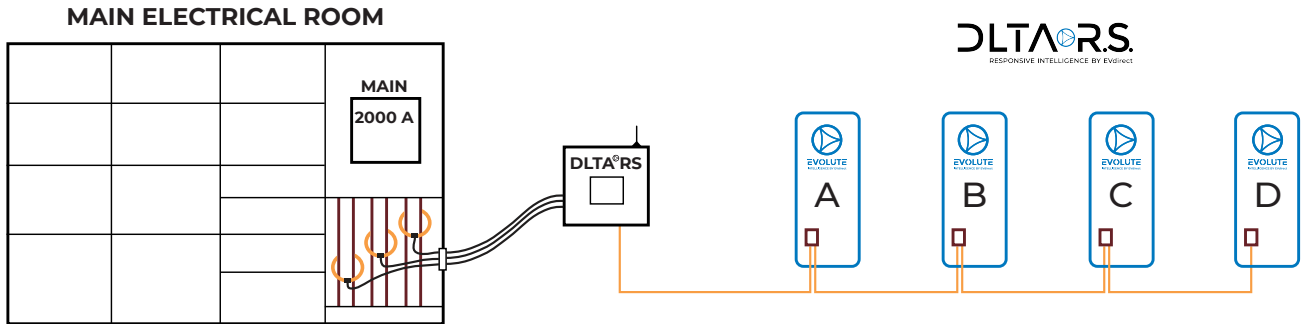 MAIN ELECTRICAL ROOM
DLTA R.S.
RESPONSIVE INTELLIGENCE BY EVdirect
MAIN
2000 A
DLTA®RS
EVOLUTE
A
EVOLUTE
B
EVOLUTE
C
EVOLUTE
D